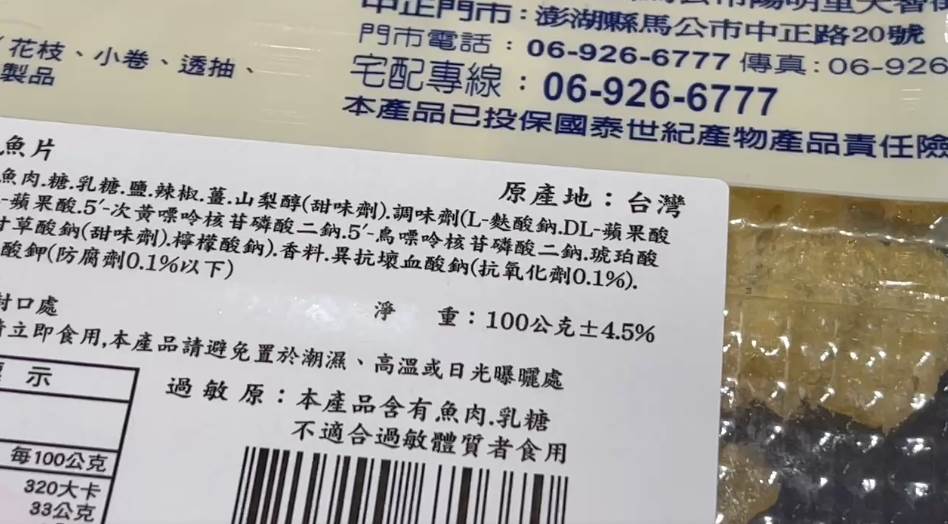 中正門市：澎湖縣馬公市中正路20號
門市電話：06-926-6777 傳真：06-926
宅配專線：06-926-6777
本產品已投保國泰世紀產物產品責任險
花枝、小卷、透抽、
製品
魚片
原產地：台灣
魚肉.糖.乳糖.鹽.辣椒.薑.山梨醇(甜味劑).調味劑(L-麩酸鈉.DL-蘋果酸
-蘋果酸.5'-次黃嘌呤核苷磷酸二鈉.5'-鳥嘌呤核苷磷酸二鈉.琥珀酸
甘草酸鈉(甜味劑).檸檬酸鈉).香料.異抗壞血酸鈉(抗氧化劑0.1%).
酸鉀(防腐劑0.1%以下)
淨 重：100公克±4.5%
封口處
立即食用,本產品請避免置於潮濕、高溫或日光曝曬處
過敏原：本產品含有魚肉.乳糖
不適合過敏體質者食用
示
每100公克
320大卡
33公克